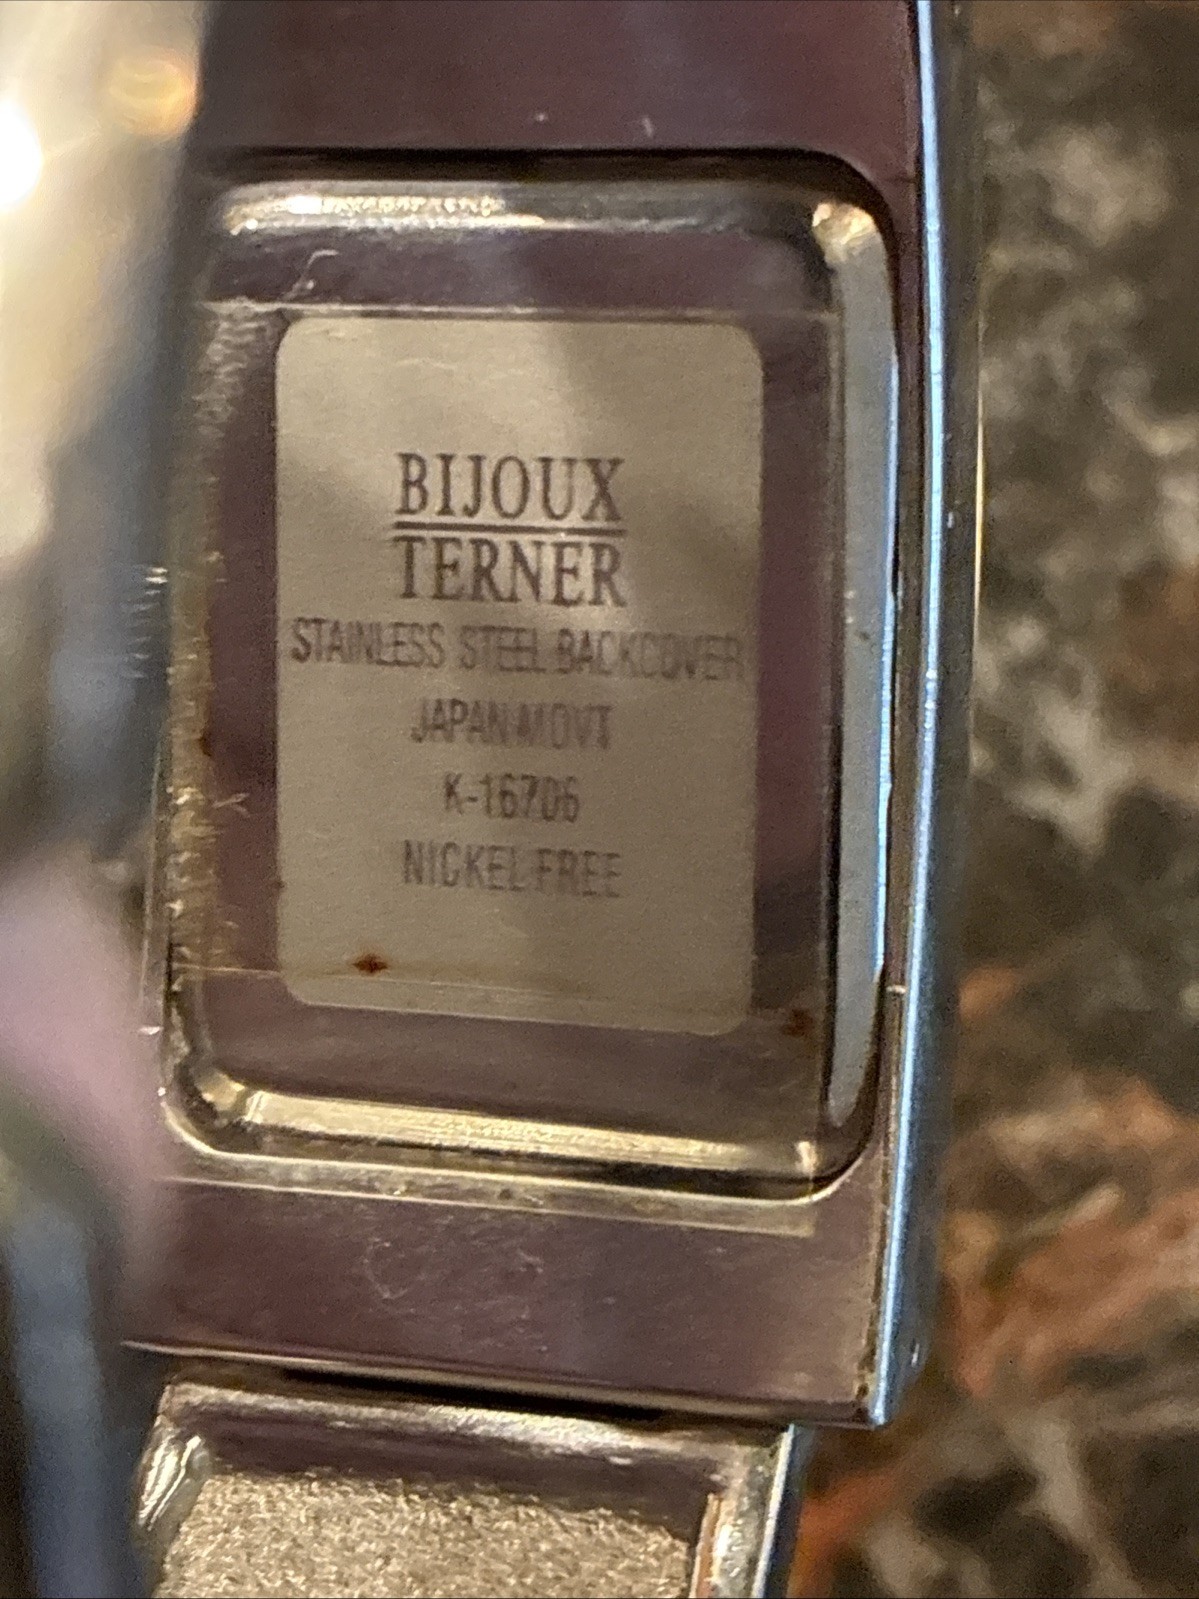 BIJOUX
TERNER
STAINLESS STEEL BACKCOVER
JAPAN MOVT
K-16706
NICKEL FREE